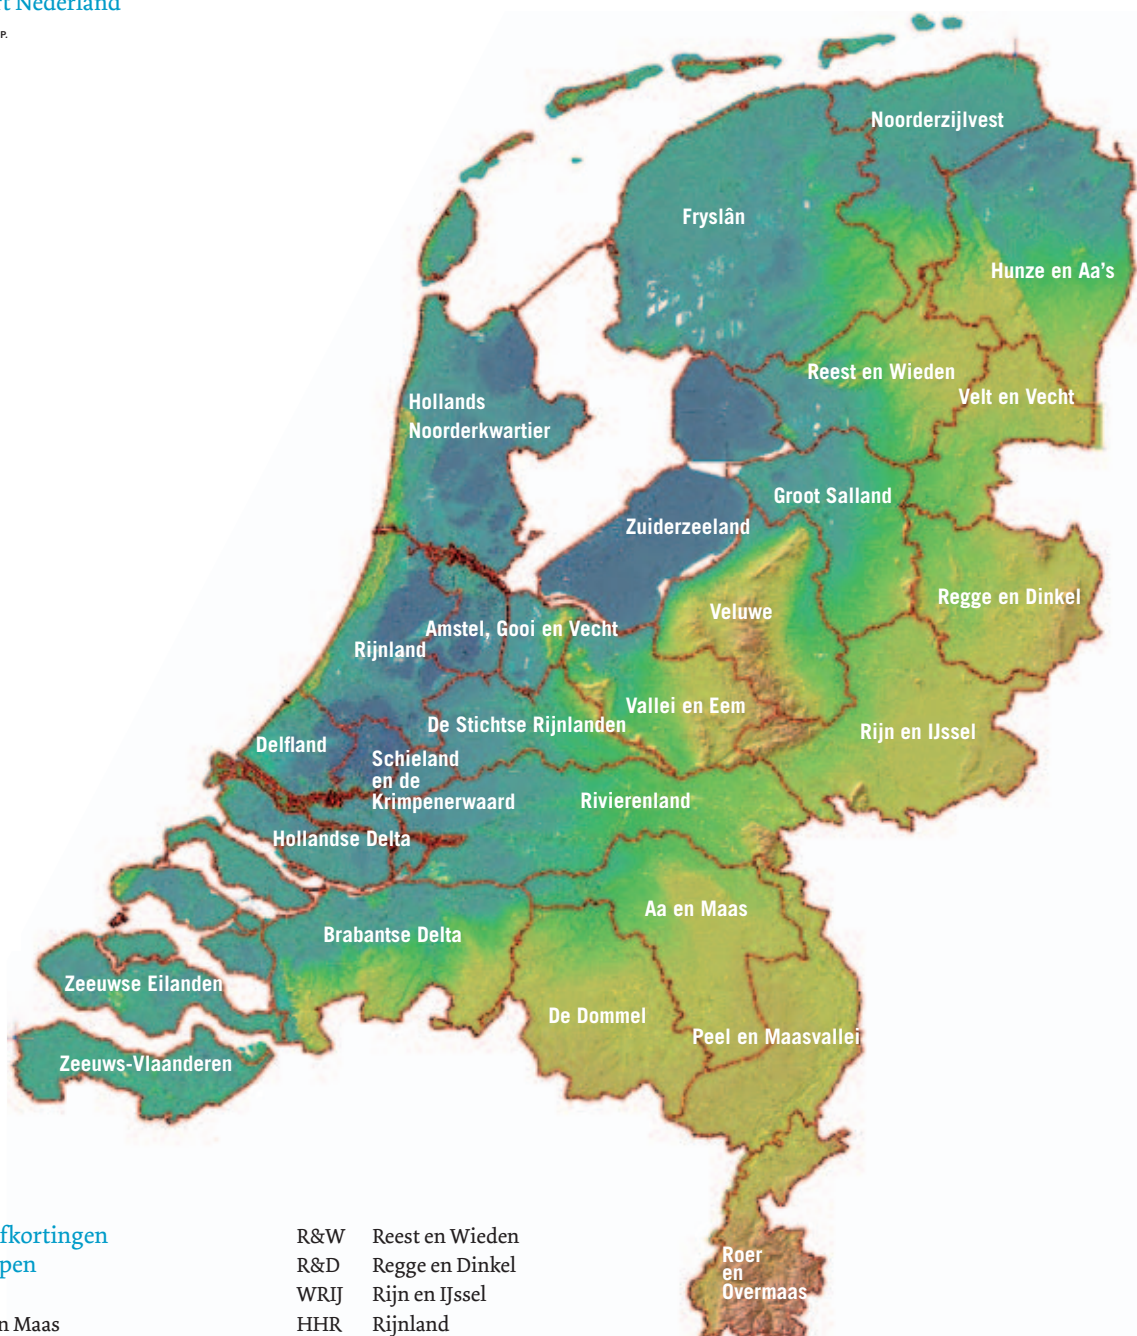 t Nederland
P.
Noorderzijlvest
Fryslân
Hunze en Aa's
Reest en Wieden
Velt en Vecht
Hollands
Noorderkwartier
Groot Salland
Zuiderzeeland
Regge en Dinkel
Veluwe
Amstel, Gooi en Vecht
Rijnland
Vallei en Eem
De Stichtse Rijnlanden
Rijn en IJssel
Delfland
Schieland
en de
Krimpenerwaard
Rivierenland
Hollandse Delta
Aa en Maas
Brabantse Delta
Zeeuwse Eilanden
De Dommel
Peel en Maasvallei
Zeeuws-Vlaanderen
Roer
en
Overmaas
fkortingen
pen
n Maas
R&W Reest en Wieden
R&D Regge en Dinkel
WRIJ Rijn en IJssel
HHR Rijnland